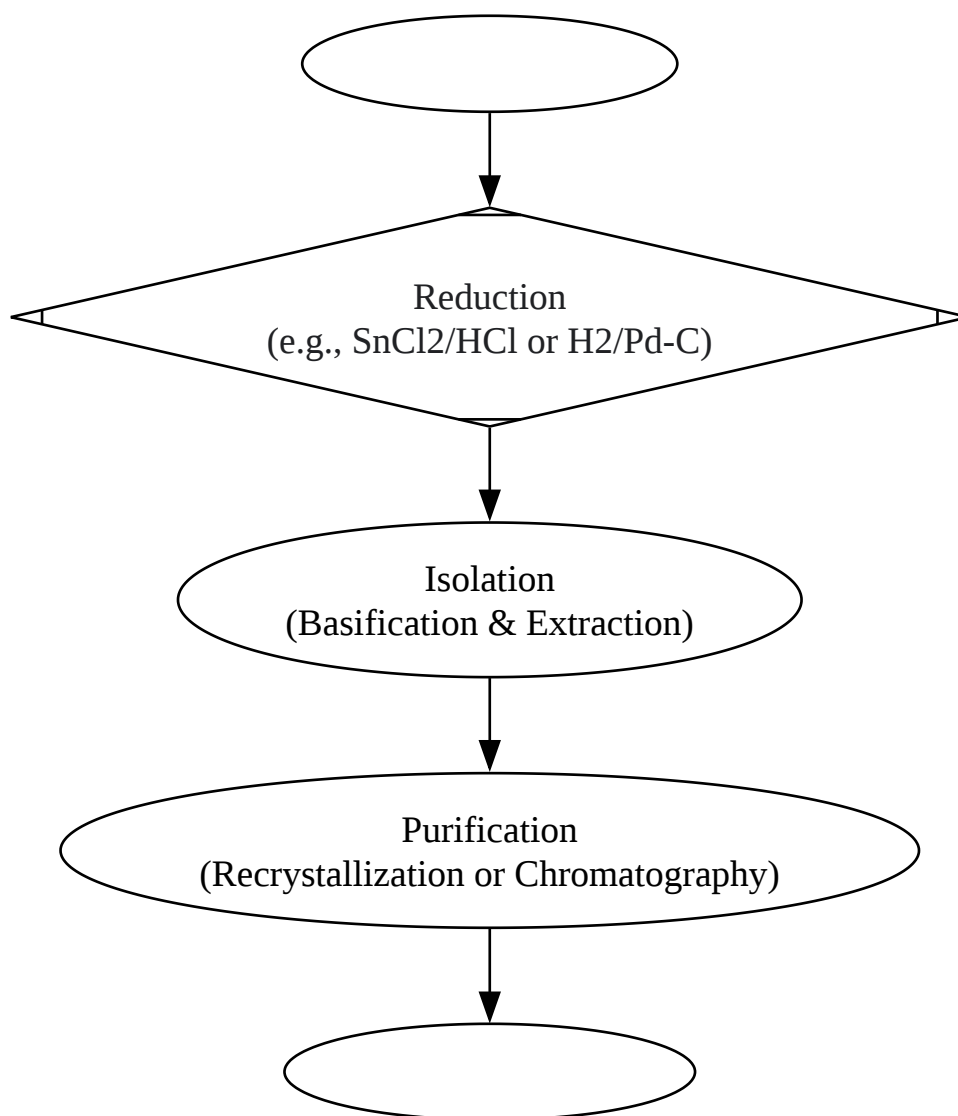 Reduction
(e.g., SnCl2/HCl or H2/Pd-C)
Isolation
(Basification & Extraction)
Purification
(Recrystallization or Chromatography)